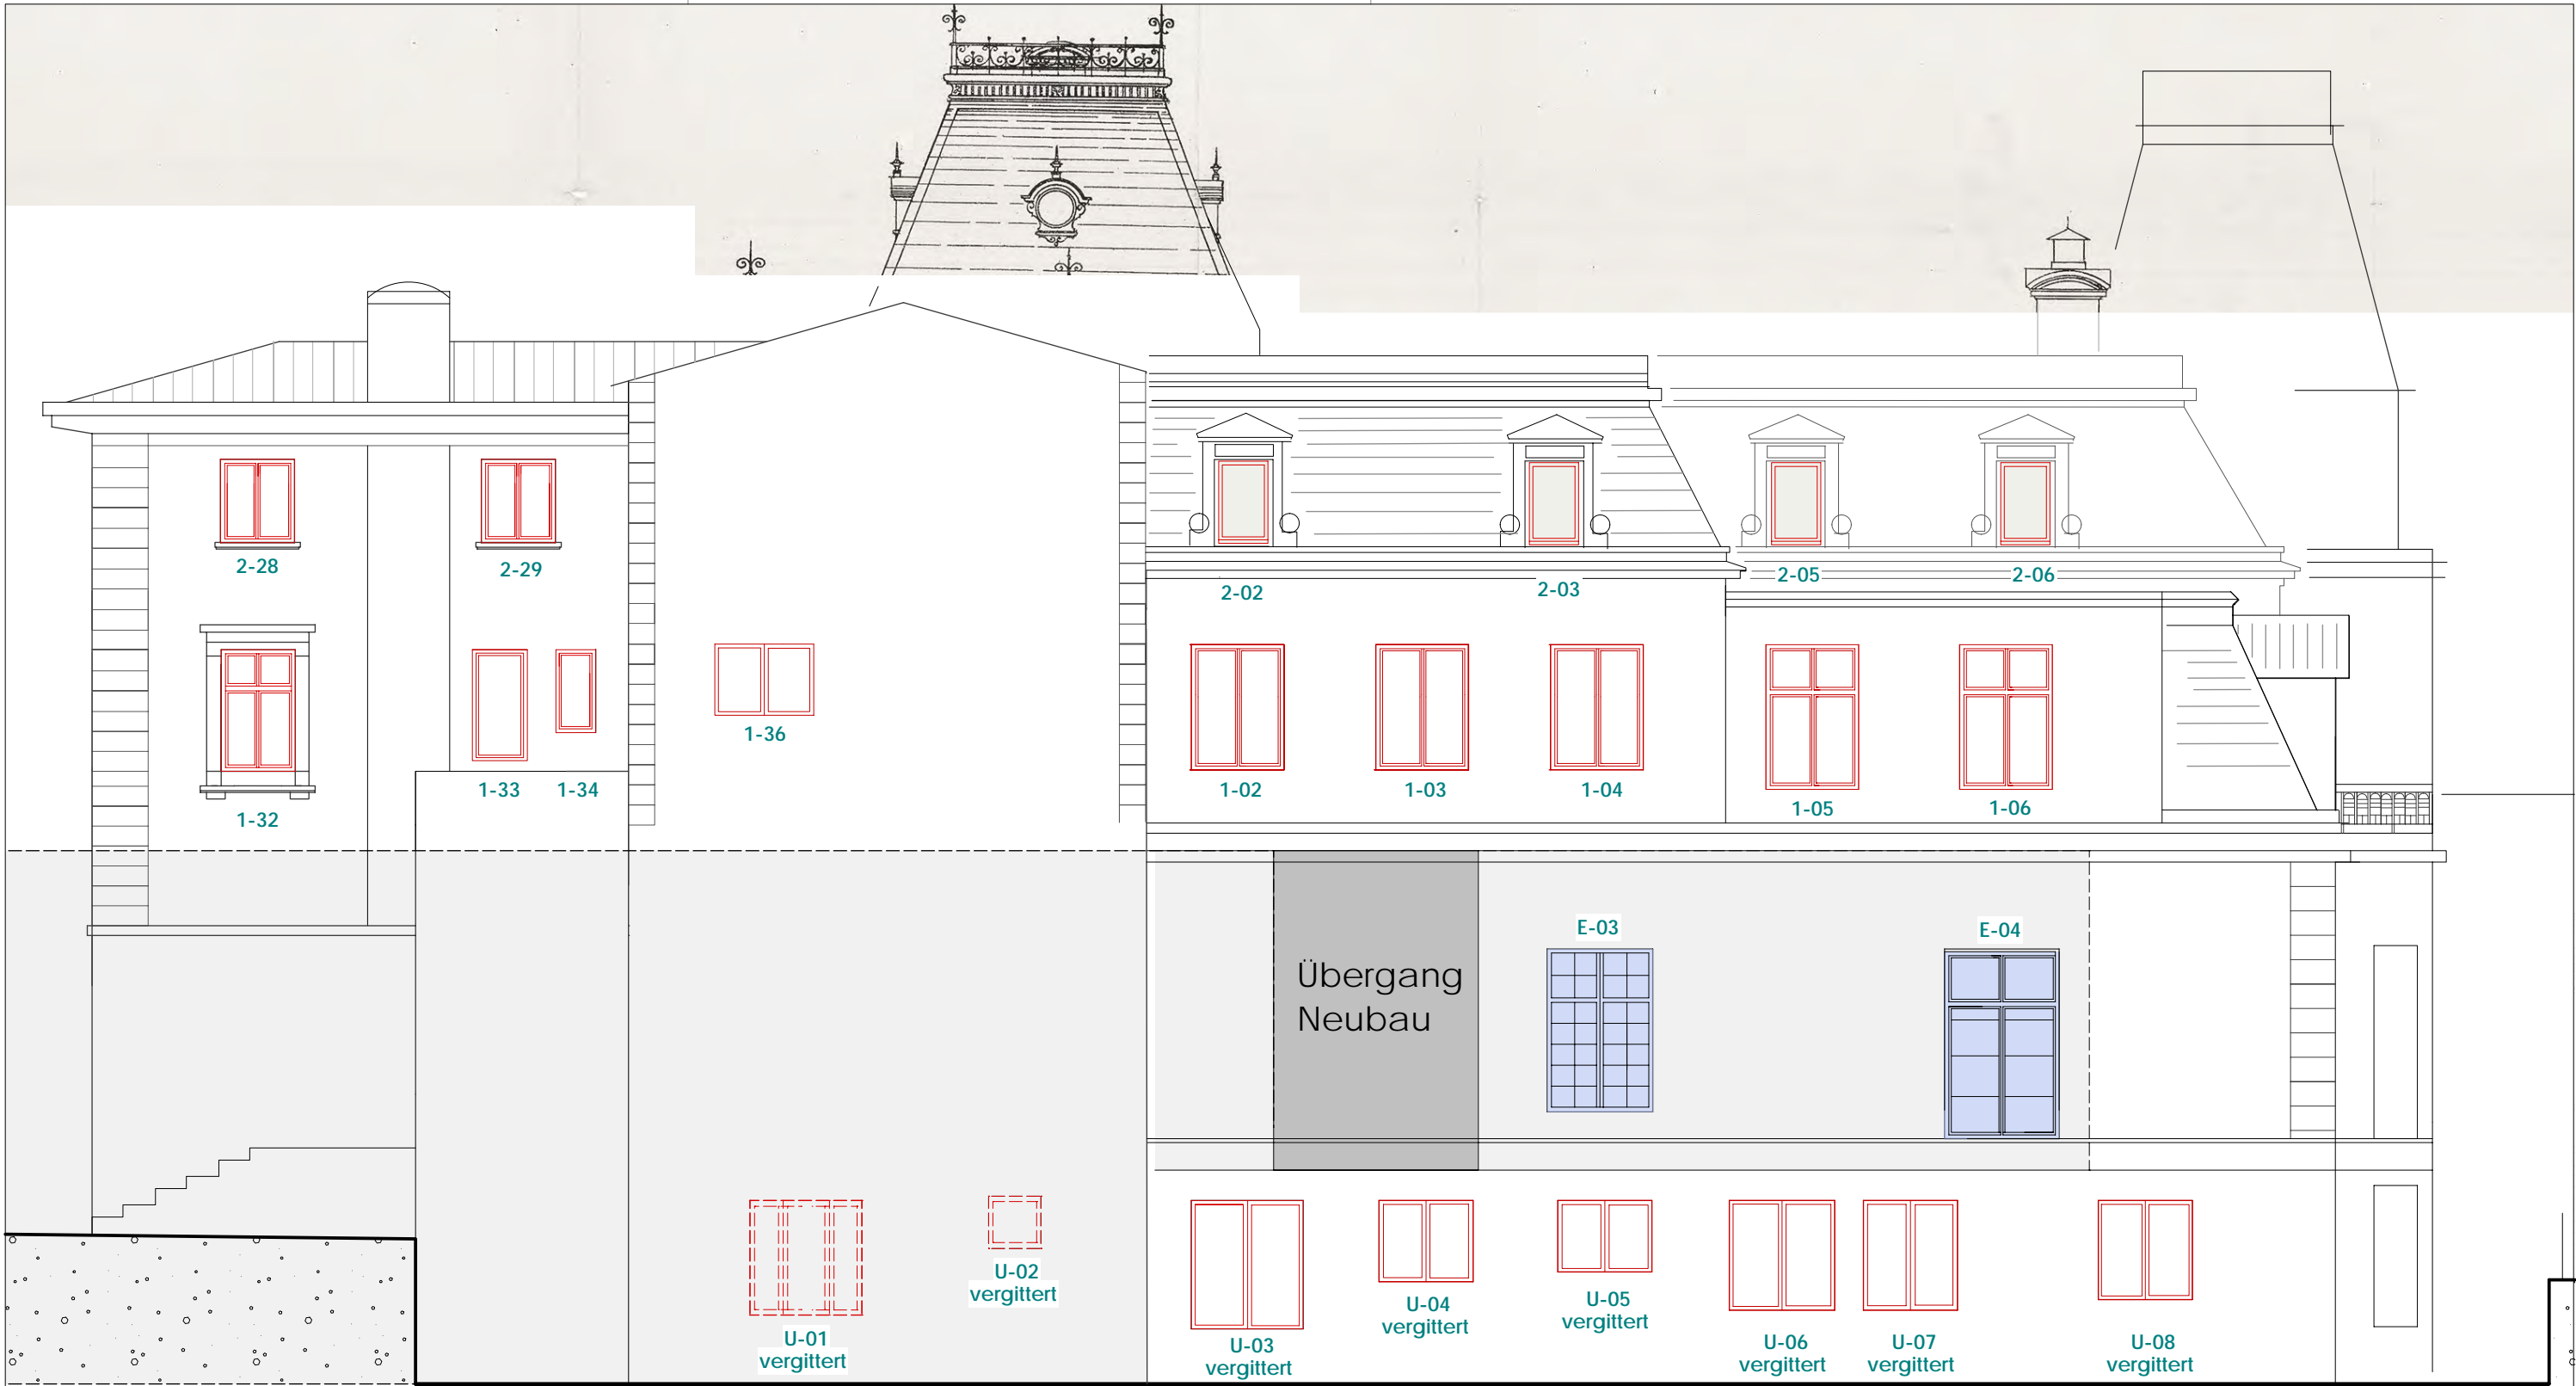 2-28
2-29
2-02
2-03
2-05
2-06
1-36
1-32
1-33
1-34
1-02
1-03
1-04
1-05
1-06
E-03
E-04
Übergang
Neubau
U-01
vergittert
U-02
vergittert
U-03
vergittert
U-04
vergittert
U-05
vergittert
U-06
vergittert
U-07
vergittert
U-08
vergittert